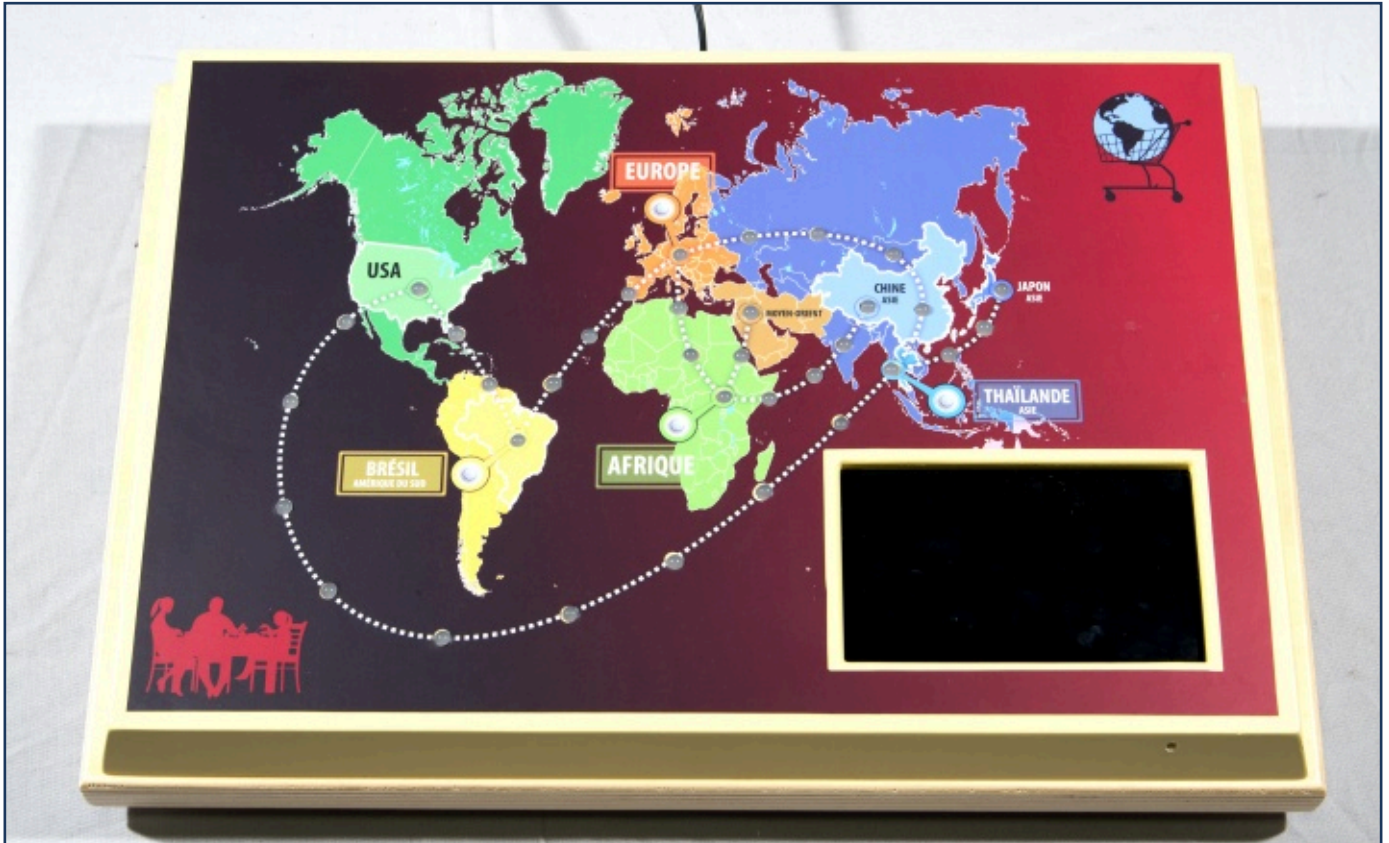 EUROPE
USA
CHINE
ASIE
JAPON
ASIE
MOYEN-ORIENT
THAÏLANDE
ASIE
BRÉSIL
AMÉRIQUE DU SUD
AFRIQUE